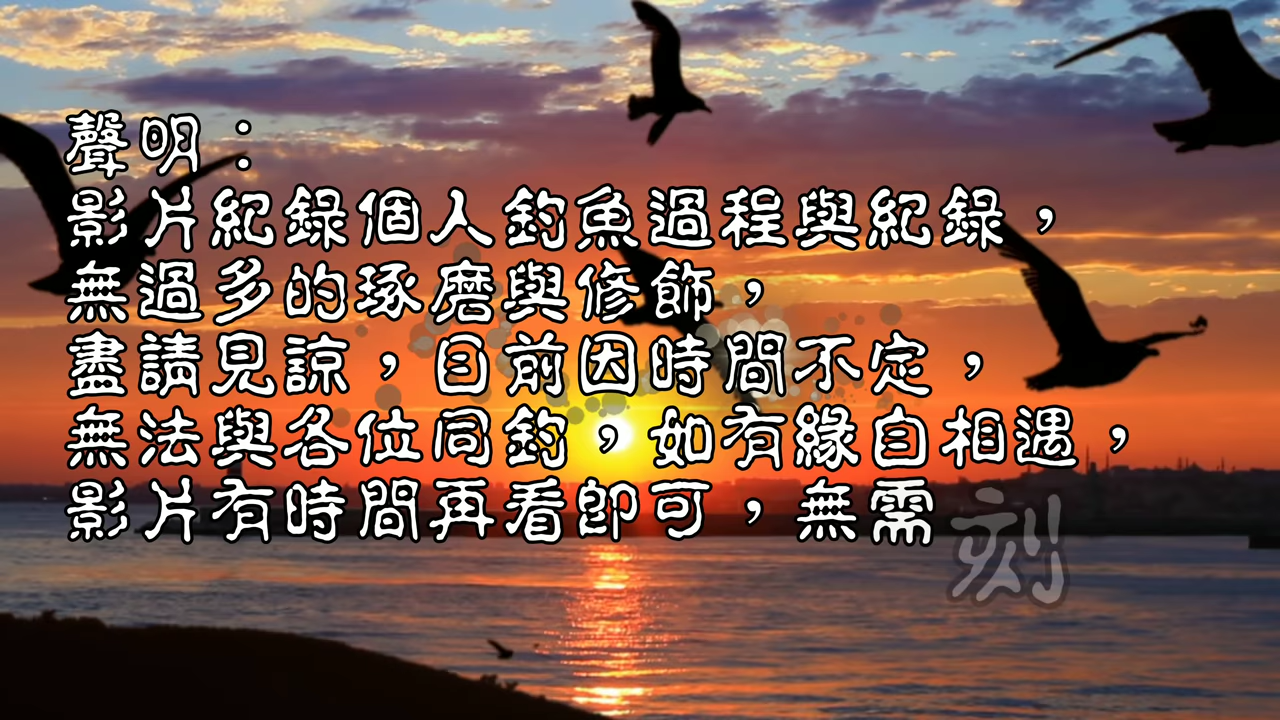 聲明：
影片紀錄個人釣魚過程與紀錄，
無過多的琢磨與修飾，
盡請見諒，目前因時間不定，
無法與各位同釣，如有緣自相遇，
影片有時間再看即可，無需刻